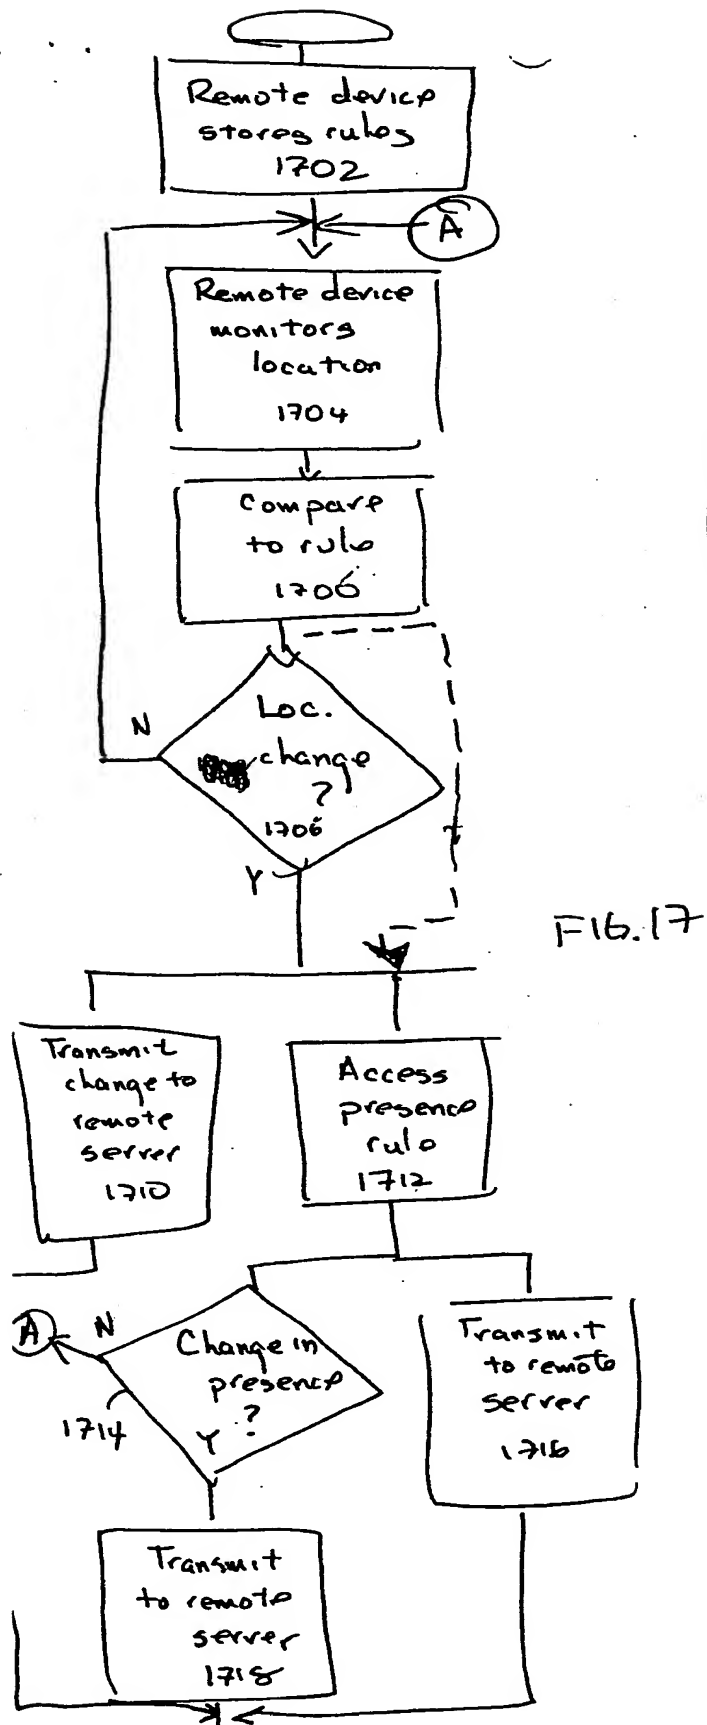 Remote device
stores rules
1702
A
Remote device
monitors
location
1704
Compare
to rule
1706
N
Loc.
change
?
1706
Y
FIG.17
Transmit
change to
remote
server
1710
Access
presence
rule
1712
A
N
Change in
presence
?
Y
1714
Transmit
to remote
server
1716
Transmit
to remote
server
1718